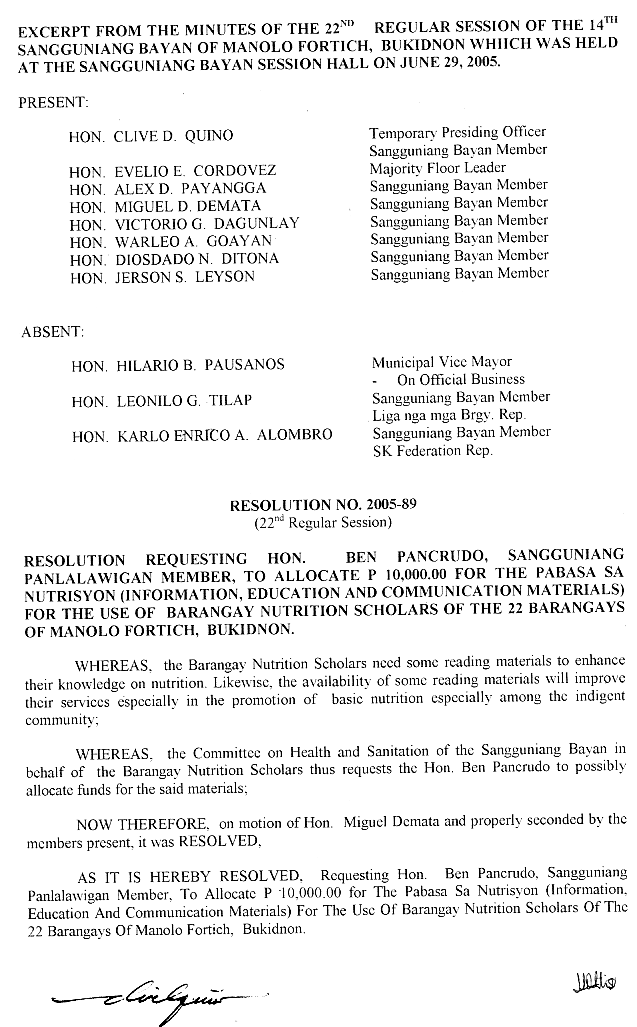 EXCERPT FROM THE MINUTES OF THE 22ND REGULAR SESSION OF THE 14TH
SANGGUNIANG BAYAN OF MANOLO FORTICH, BUKIDNON WHIICH WAS HELD
AT THE SANGGUNIANG BAYAN SESSION HALL ON JUNE 29, 2005.
PRESENT:
HON. CLIVE D. QUINO Temporary Presiding Officer
Sangguniang Bayan Member
HON. EVELIO E. CORDOVEZ Majority Floor Leader
HON. ALEX D. PAYANGGA Sangguniang Bayan Member
HON. MIGUEL D. DEMATA Sangguniang Bayan Member
HON. VICTORIO G. DAGUNLAY Sangguniang Bayan Member
HON. WARLEO A. GOAYAN Sangguniang Bayan Member
HON. DIOSDADO N. DITONA Sangguniang Bayan Member
HON. JERSON S. LEYSON Sangguniang Bayan Member
ABSENT:
HON. HILARIO B. PAUSANOS Municipal Vice Mayor
- On Official Business
HON. LEONILO G. TILAP Sangguniang Bayan Member
Liga nga mga Brgy. Rep.
HON. KARLO ENRICO A. ALOMBRO Sangguniang Bayan Member
SK Federation Rep.
RESOLUTION NO. 2005-89
(22nd Regular Session)
RESOLUTION REQUESTING HON. BEN PANCRUDO, SANGGUNIANG
PANLALAWIGAN MEMBER, TO ALLOCATE P 10,000.00 FOR THE PABASA SA
NUTRISYON (INFORMATION, EDUCATION AND COMMUNICATION MATERIALS)
FOR THE USE OF BARANGAY NUTRITION SCHOLARS OF THE 22 BARANGAYS
OF MANOLO FORTICH, BUKIDNON.
WHEREAS, the Barangay Nutrition Scholars need some reading materials to enhance
their knowledge on nutrition. Likewise, the availability of some reading materials will improve
their services especially in the promotion of basic nutrition especially among the indigent
community;
WHEREAS, the Committee on Health and Sanitation of the Sangguniang Bayan in
behalf of the Barangay Nutrition Scholars thus requests the Hon. Ben Pancrudo to possibly
allocate funds for the said materials;
NOW THEREFORE, on motion of Hon. Miguel Demata and properly seconded by the
members present, it was RESOLVED,
AS IT IS HEREBY RESOLVED, Requesting Hon. Ben Pancrudo, Sangguniang
Panlalawigan Member, To Allocate P 10,000.00 for The Pabasa Sa Nutrisyon (Information,
Education And Communication Materials) For The Use Of Barangay Nutrition Scholars Of The
22 Barangays Of Manolo Fortich, Bukidnon.